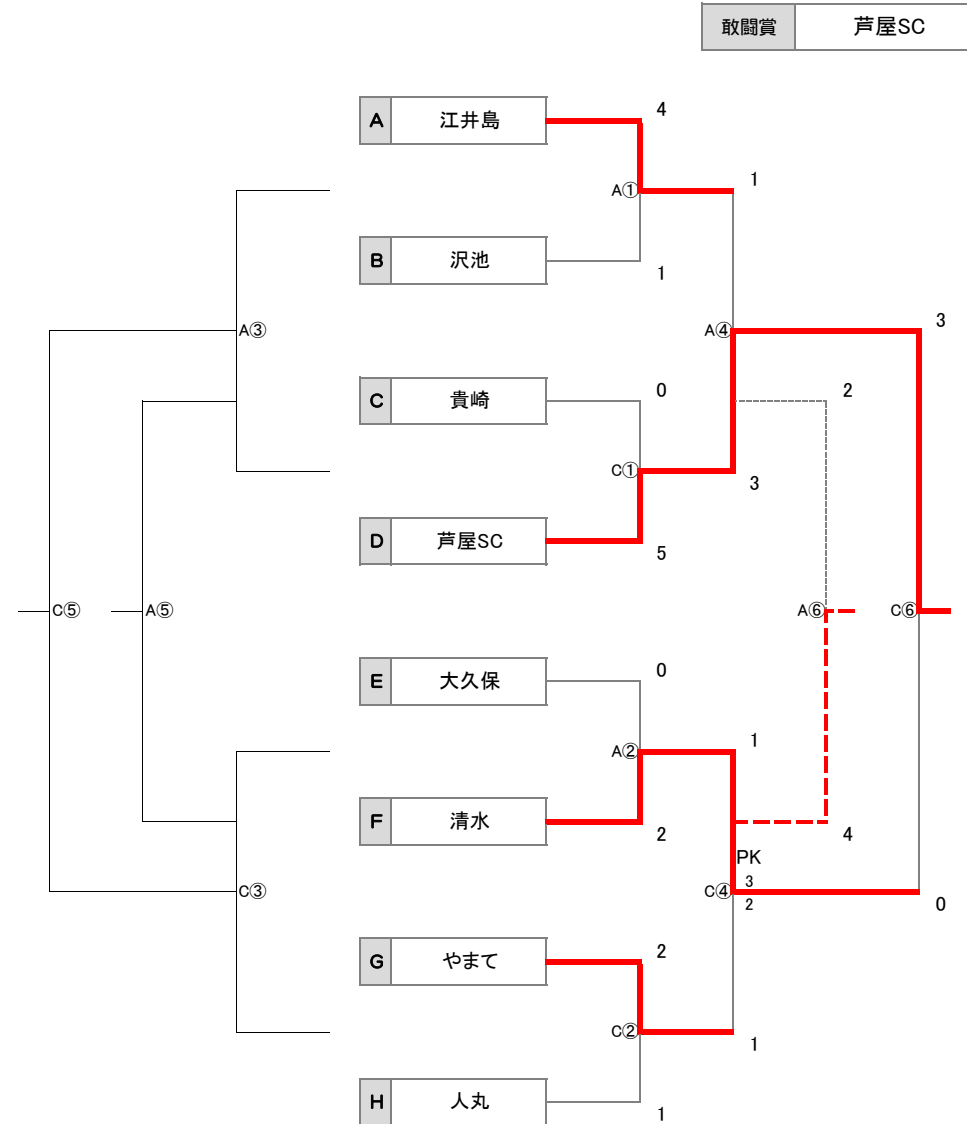 敢闘賞 芦屋SC
A 江井島 4
A① 1
B 沢池 1
A③ A④ 3
C 貴崎 0 2
C① 3
D 芦屋SC 5
C⑤ A⑤ A⑥ C⑥
E 大久保 0
A② 1
F 清水 2 4
PK
3
C③ C④ 2 0
G やまて 2
C② 1
H 人丸 1